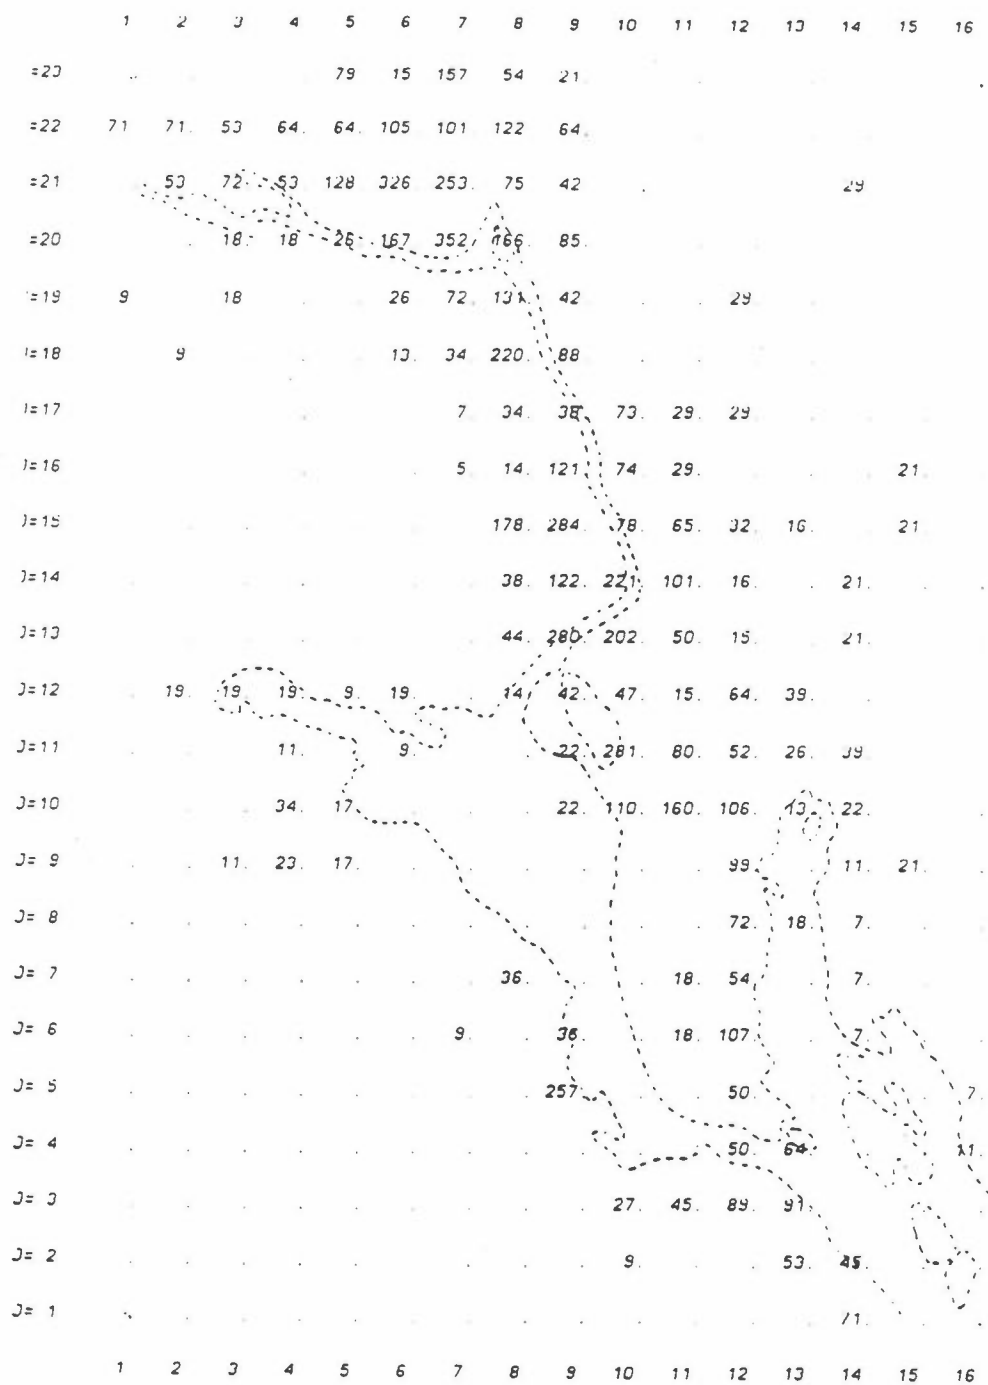 1 2 3 4 5 6 7 8 9 10 11 12 13 14 15 16
=23 79 15 157 54 21
=22 71 71. 53 64. 64. 105 101 122 64.
=21 53 72 53 128 326 253. 75 42 29
=20 18. 18 26 167 352 166 85.
=19 9 18 26 72 131 42 29
=18 9 13. 34 220. 88
=17 7 34. 38 73. 29. 29
)=16 5. 14. 121 74 29. 21
)=15 178. 284 78. 65. 32 16. 21
J=14 38. 122. 221 101. 16. 21.
J=13 44. 280. 202. 50. 15. 21.
J=12 19. 19. 19. 9. 19. 14 42. 47. 15. 64. 39.
J=11 11. 9. 22. 281. 80. 52. 26. 39
J=10 34. 17. 22. 110. 160. 106. 13. 22.
J= 9 11. 23. 17. 99. 11. 21.
J= 8 72. 18. 7.
J= 7 36. 18. 54. 7.
J= 6 9. 36. 18. 107. 7.
J= 5 257. 50. 7.
J= 4 50. 64. 11.
J= 3 27. 45. 89. 91.
J= 2 9. 53. 45.
J= 1 71.
1 2 3 4 5 6 7 8 9 10 11 12 13 14 15 16